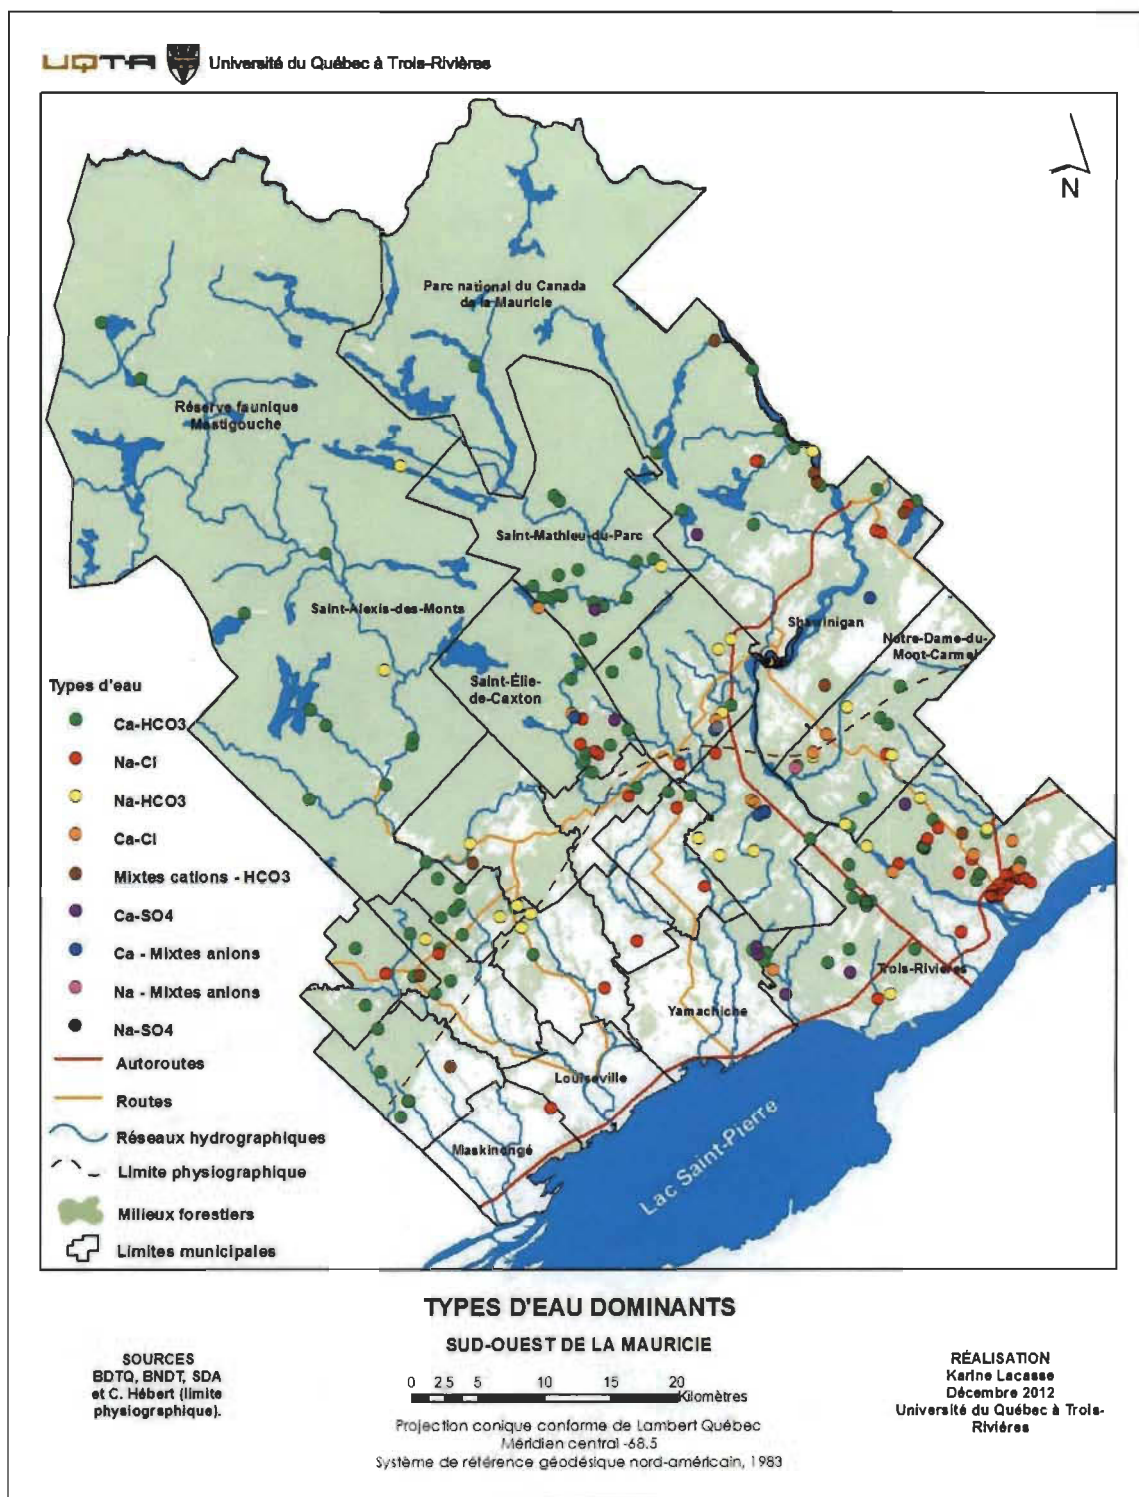 UQTR Université du Québec à Trois-Rivières
N
Parc national du Canada
de la Mauricie
Réserve faunique
Mastigouche
Saint-Mathieu-du-Parc
Saint-Alexis-des-Monts
Shawinigan
Notre-Dame-du-
Mont-Carmel
Saint-Élie-
de-Caxton
Trois-Rivières
Yamachiche
Louiseville
Maskinongé
Lac Saint-Pierre
Types d'eau
Ca-HCO3
Na-Cl
Na-HCO3
Ca-Cl
Mixtes cations - HCO3
Ca-SO4
Ca - Mixtes anions
Na - Mixtes anions
Na-SO4
Autoroutes
Routes
Réseaux hydrographiques
Limite physiographique
Milieux forestiers
Limites municipales
TYPES D'EAU DOMINANTS
SUD-OUEST DE LA MAURICIE
0 2.5 5 10 15 20
Kilomètres
Projection conique conforme de Lambert Québec
Méridien central -68.5
Système de référence géodésique nord-américain, 1983
SOURCES
BDTQ, BNDT, SDA
et C. Hébert (limite
physiographique).
RÉALISATION
Karine Lacasse
Décembre 2012
Université du Québec à Trois-
Rivières